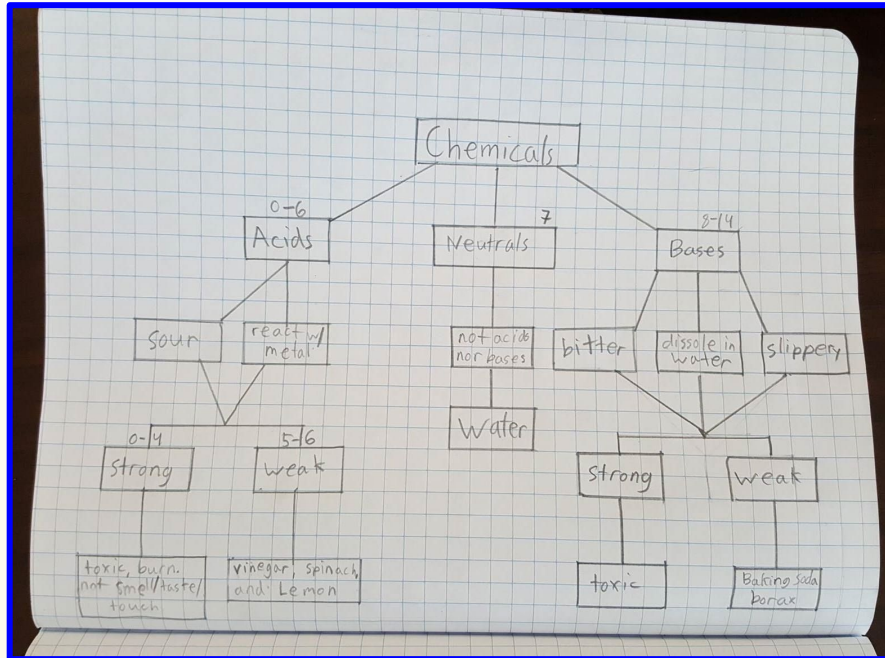 Chemicals
0-6
7
8-14
Acids
Neutrals
Bases
sour
react w/
metal
not acids
nor bases
bitter
dissole in
water
slippery
Water
0-4
5-6
Strong
weak
Strong
weak
toxic, burn.
not smell/taste/
touch
vinegar, spinach,
and Lemon
toxic
Baking soda
borax